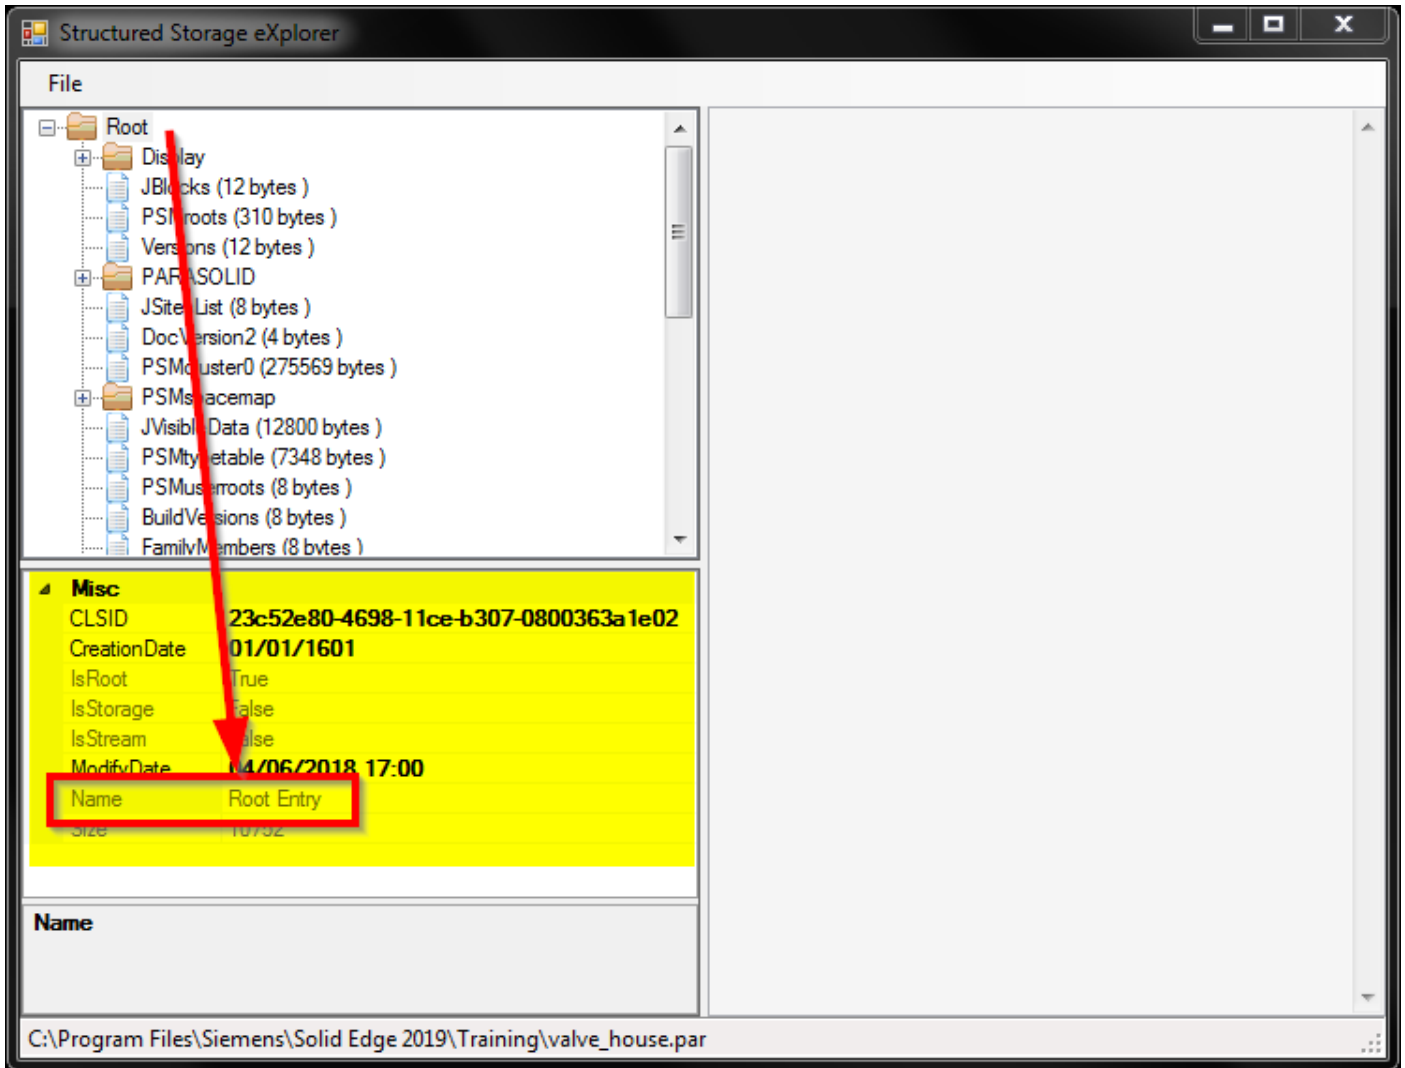 Structured Storage eXplorer
File
Root
Display
JBlocks (12 bytes )
PSMroots (310 bytes )
Versions (12 bytes )
PARASOLID
JSitesList (8 bytes )
DocVersion2 (4 bytes )
PSMcluster0 (275569 bytes )
PSMspacemap
JVisibleData (12800 bytes )
PSMtypetable (7348 bytes )
PSMuserroots (8 bytes )
BuildVersions (8 bytes )
FamilyMembers (8 bytes )
Misc
CLSID 23c52e80-4698-11ce-b307-0800363a1e02
CreationDate 01/01/1601
IsRoot True
IsStorage False
IsStream False
ModifyDate 04/06/2018 17:00
Name Root Entry
Size 10752
Name
C:\Program Files\Siemens\Solid Edge 2019\Training\valve_house.par